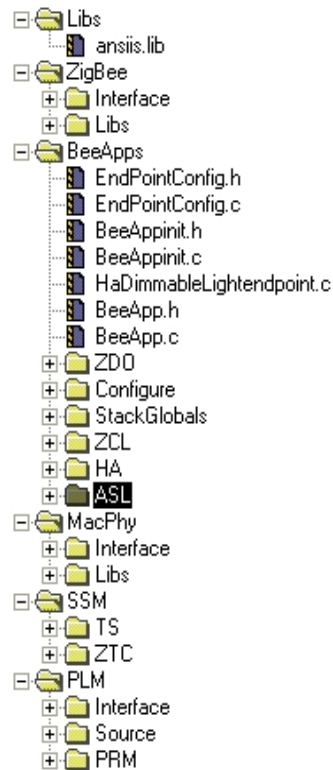 Libs
ansiis.lib
ZigBee
Interface
Libs
BeeApps
EndPointConfig.h
EndPointConfig.c
BeeAppinit.h
BeeAppinit.c
HaDimmableLightendpoint.c
BeeApp.h
BeeApp.c
ZDO
Configure
StackGlobals
ZCL
HA
ASL
MacPhy
Interface
Libs
SSM
TS
ZTC
PLM
Interface
Source
PRM